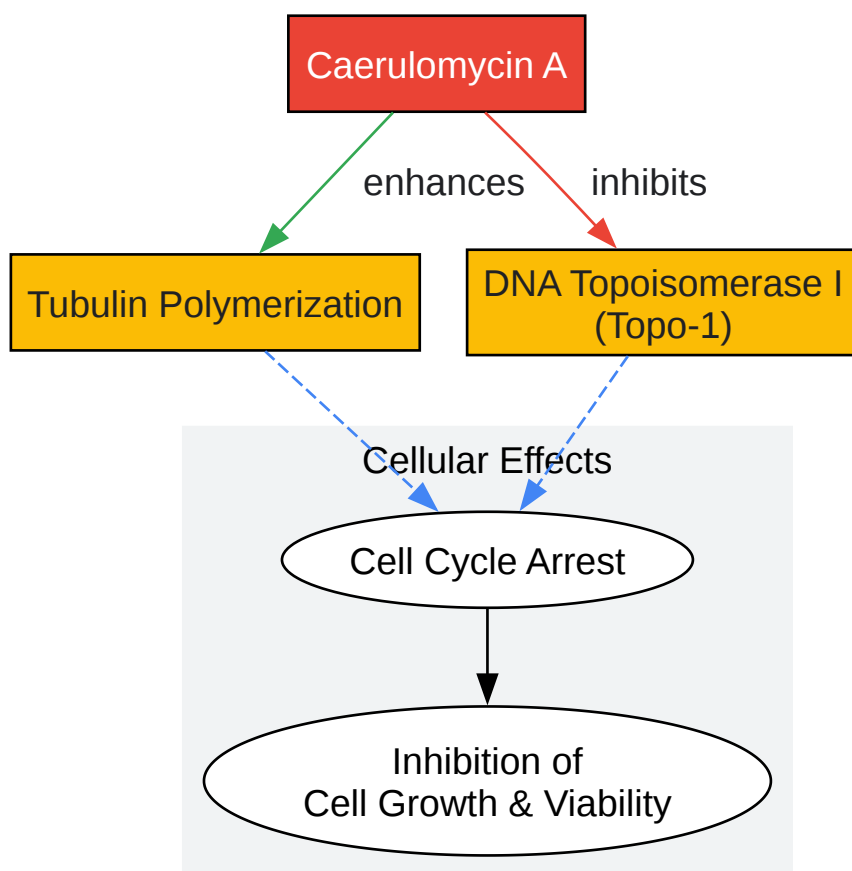 Caerulomycin A
enhances
inhibits
Tubulin Polymerization
DNA Topoisomerase I
(Topo-1)
Cellular Effects
Cell Cycle Arrest
Inhibition of
Cell Growth & Viability